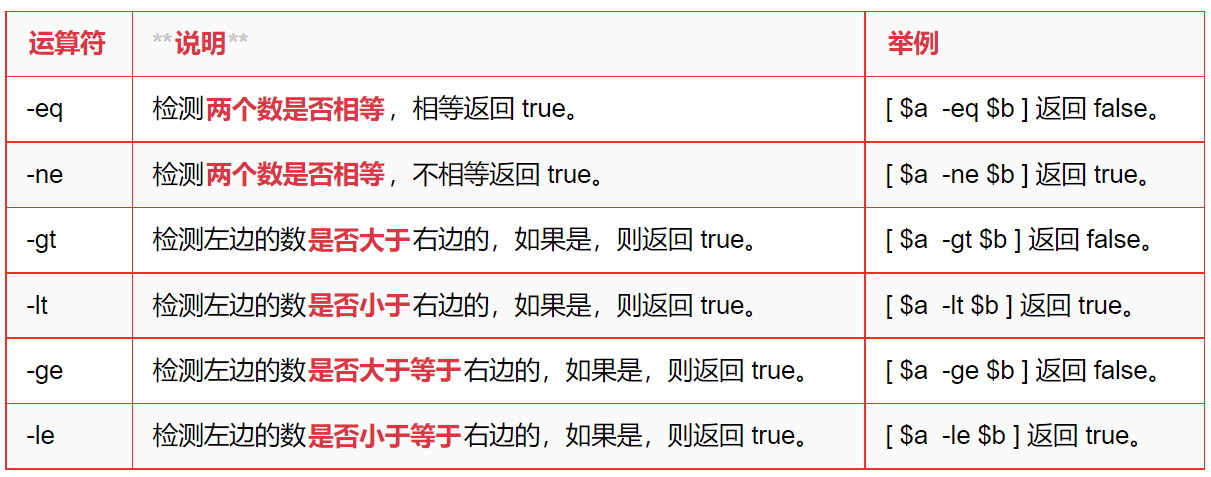 运算符 **说明** 举例
-eq 检测两个数是否相等，相等返回 true。 [ $a -eq $b ] 返回 false。
-ne 检测两个数是否相等，不相等返回 true。 [ $a -ne $b ] 返回 true。
-gt 检测左边的数是否大于右边的，如果是，则返回 true。 [ $a -gt $b ] 返回 false。
-lt 检测左边的数是否小于右边的，如果是，则返回 true。 [ $a -lt $b ] 返回 true。
-ge 检测左边的数是否大于等于右边的，如果是，则返回 true。 [ $a -ge $b ] 返回 false。
-le 检测左边的数是否小于等于右边的，如果是，则返回 true。 [ $a -le $b ] 返回 true。